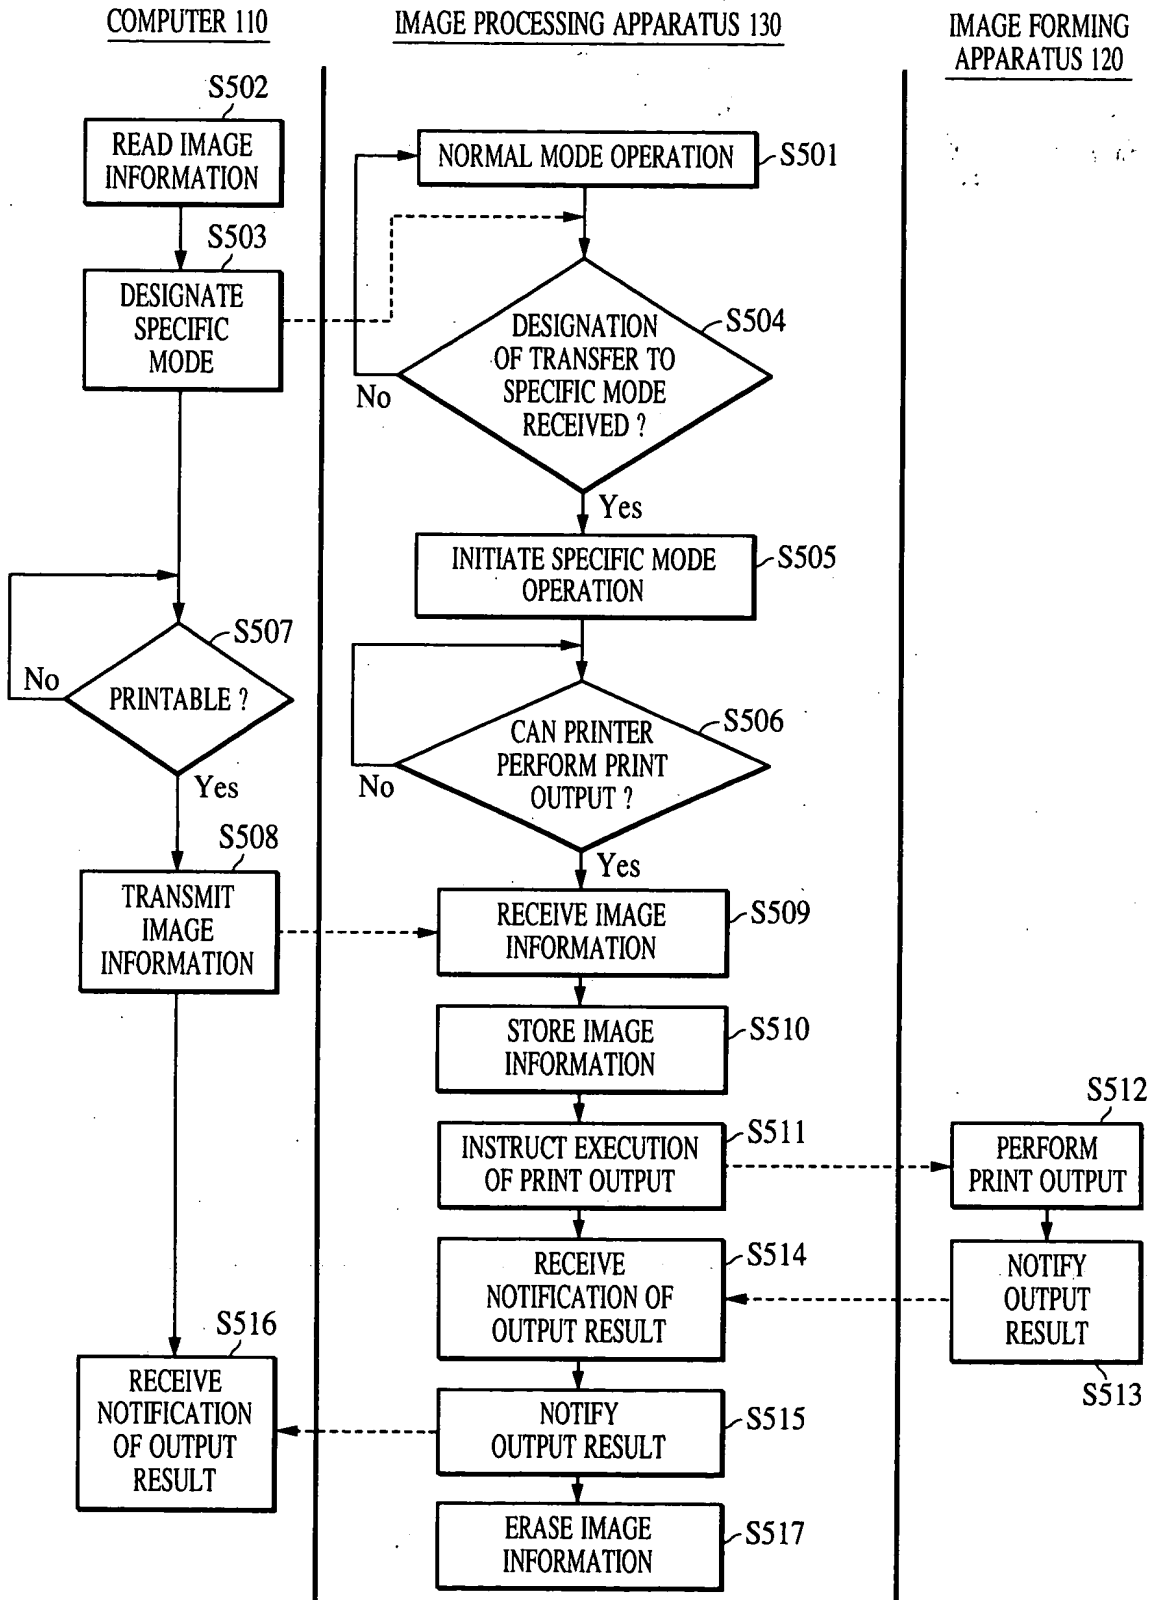 COMPUTER 110
IMAGE PROCESSING APPARATUS 130
IMAGE FORMING
APPARATUS 120
S502
READ IMAGE
INFORMATION
S503
DESIGNATE
SPECIFIC
MODE
NORMAL MODE OPERATION
S501
DESIGNATION
OF TRANSFER TO
SPECIFIC MODE
RECEIVED ?
S504
No
Yes
INITIATE SPECIFIC MODE
OPERATION
S505
S507
PRINTABLE ?
No
Yes
CAN PRINTER
PERFORM PRINT
OUTPUT ?
S506
No
Yes
S508
TRANSMIT
IMAGE
INFORMATION
RECEIVE IMAGE
INFORMATION
S509
STORE IMAGE
INFORMATION
S510
INSTRUCT EXECUTION
OF PRINT OUTPUT
S511
S512
PERFORM
PRINT OUTPUT
RECEIVE
NOTIFICATION OF
OUTPUT RESULT
S514
NOTIFY
OUTPUT
RESULT
S513
S516
RECEIVE
NOTIFICATION
OF OUTPUT
RESULT
NOTIFY
OUTPUT RESULT
S515
ERASE IMAGE
INFORMATION
S517